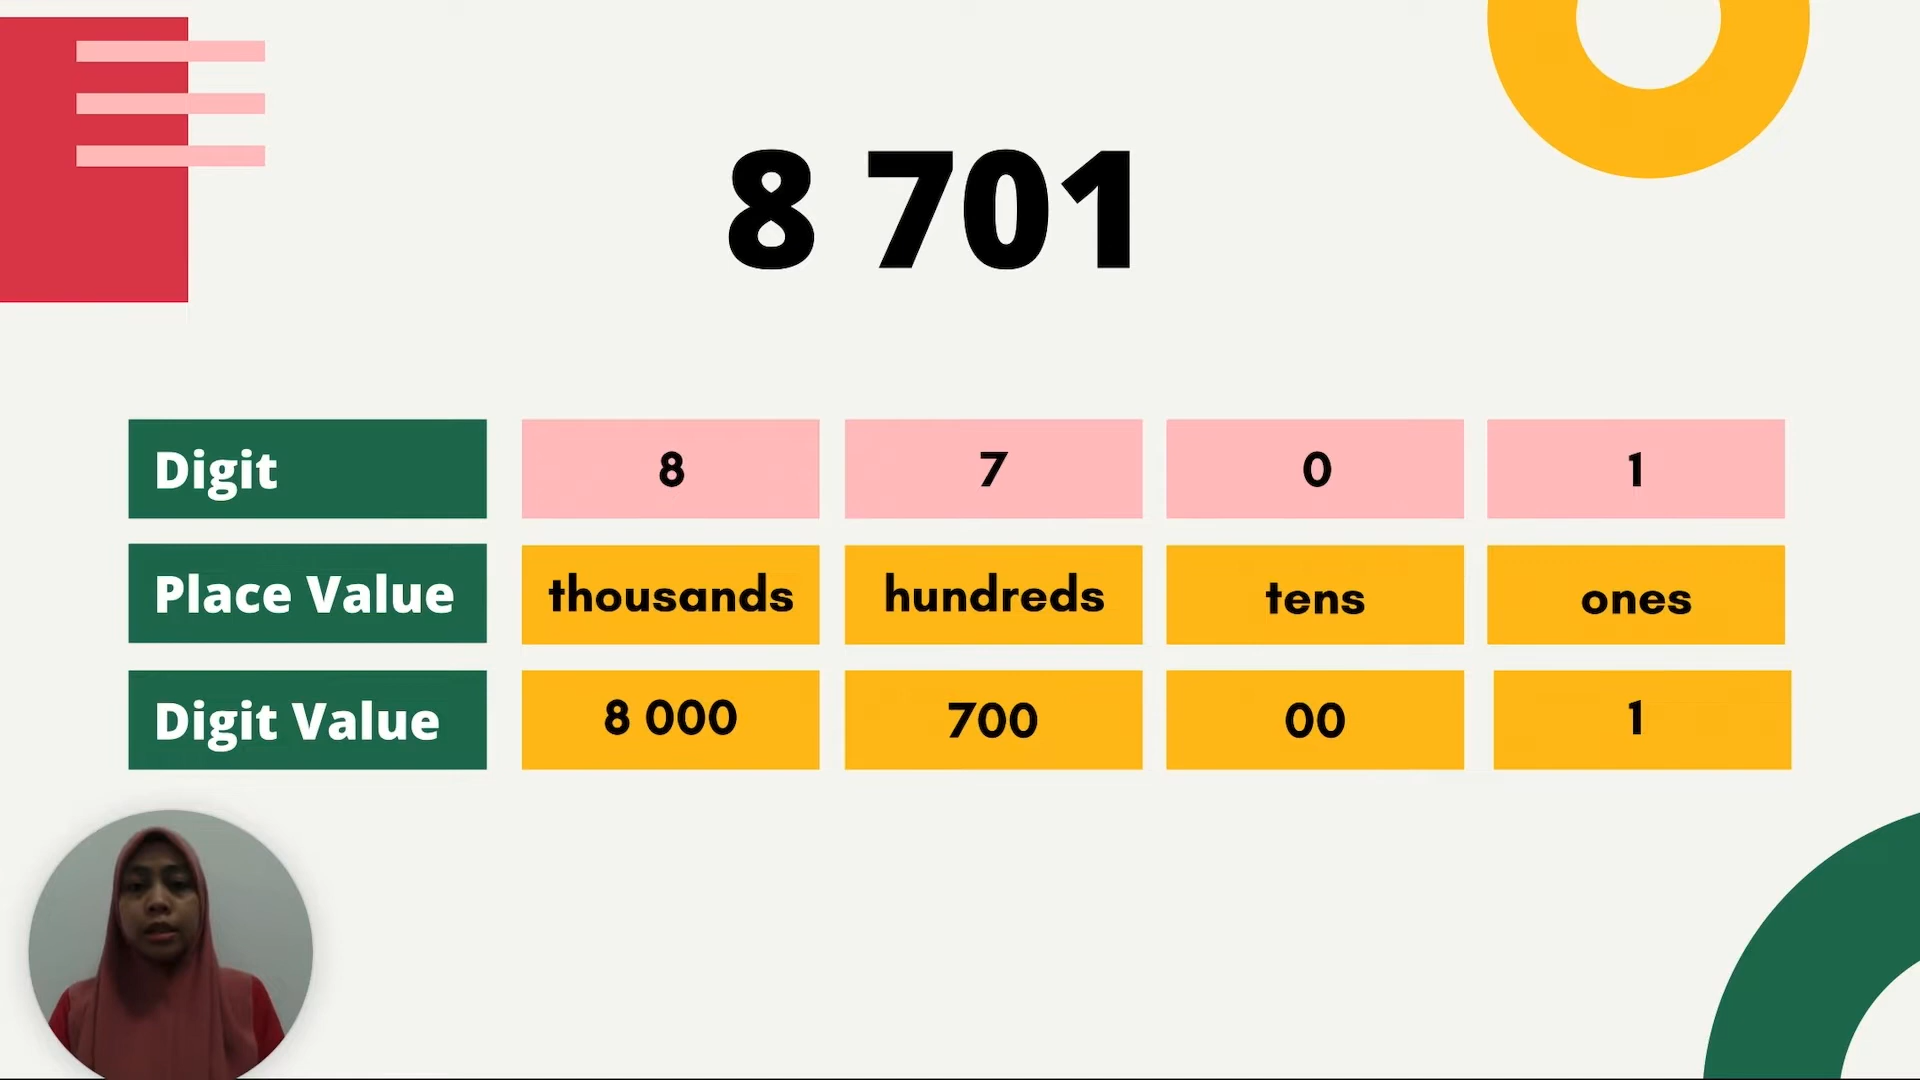 8 701
Digit 8 7 0 1
Place Value thousands hundreds tens ones
Digit Value 8 000 700 00 1